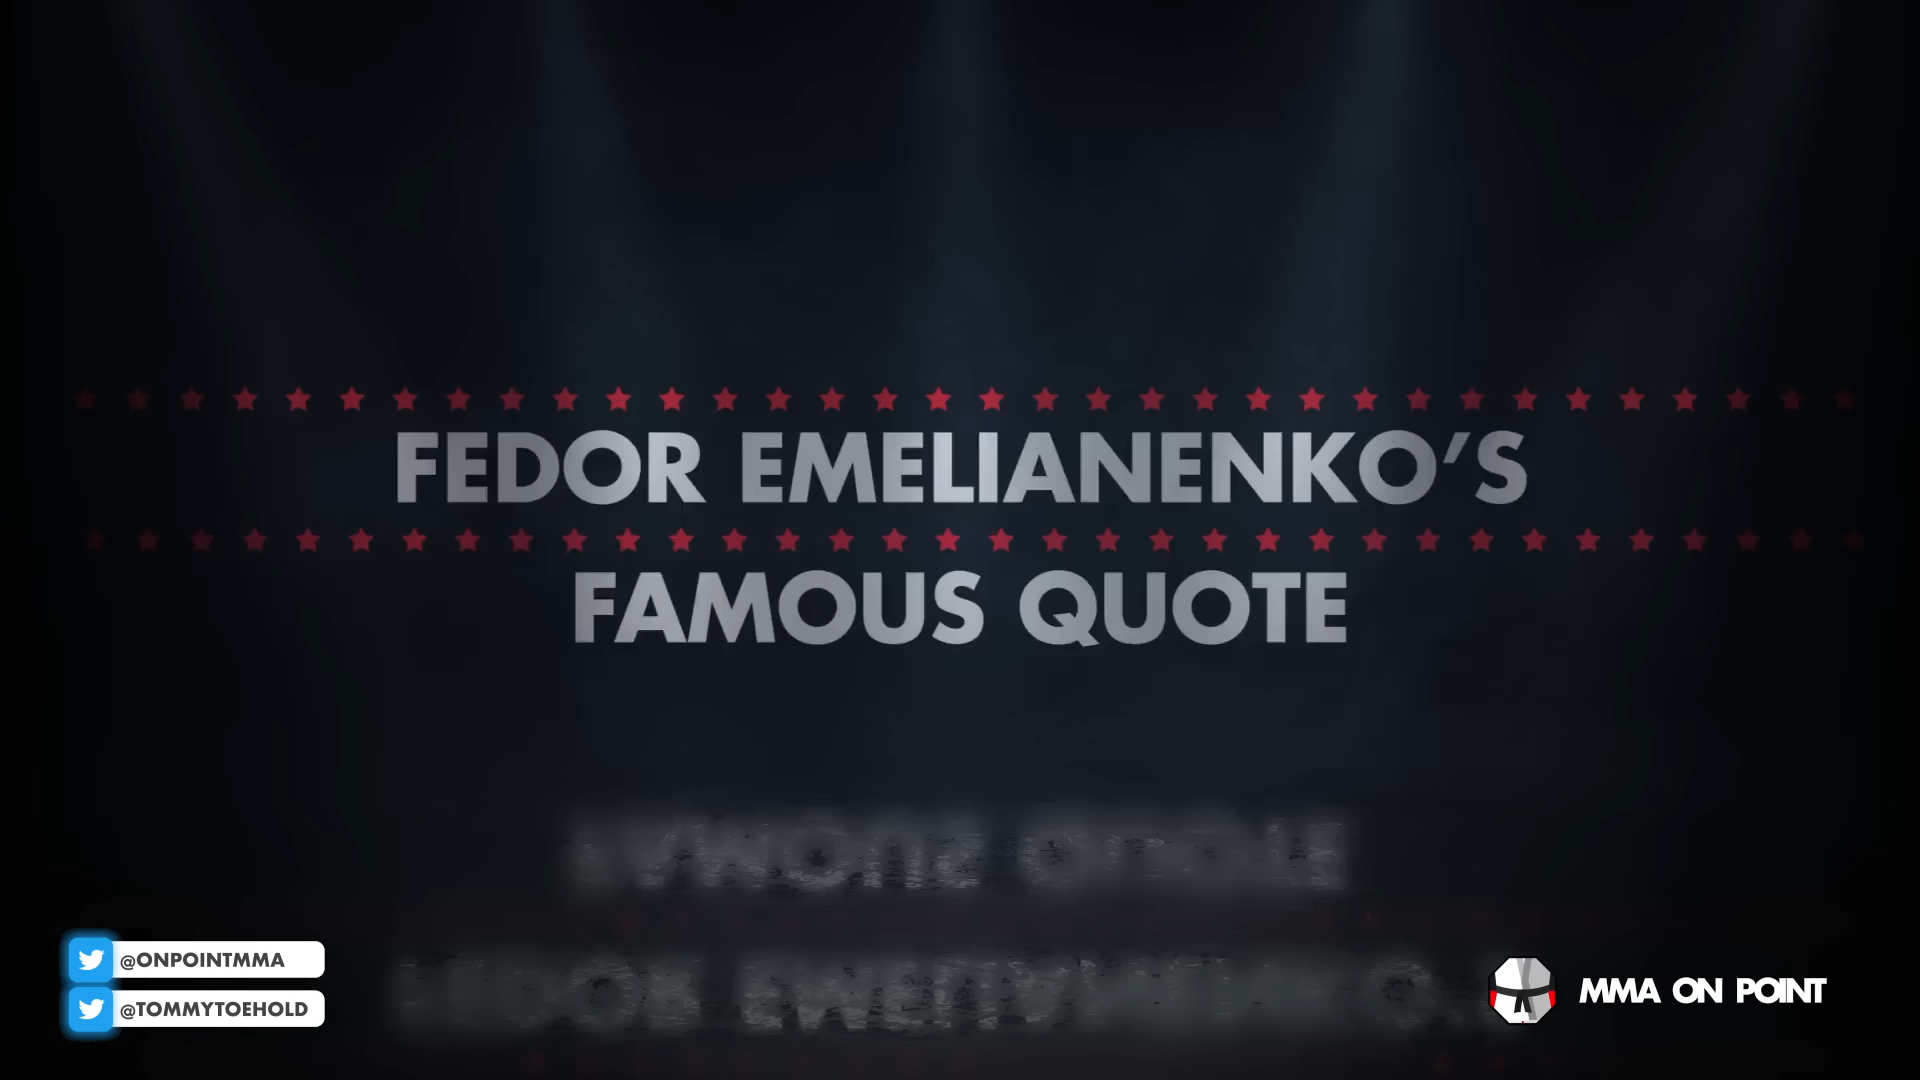 FEDOR EMELIANENKO’S
FAMOUS QUOTE
@ONPOINTMMA
@TOMMYTOEHOLD
MMA ON POINT